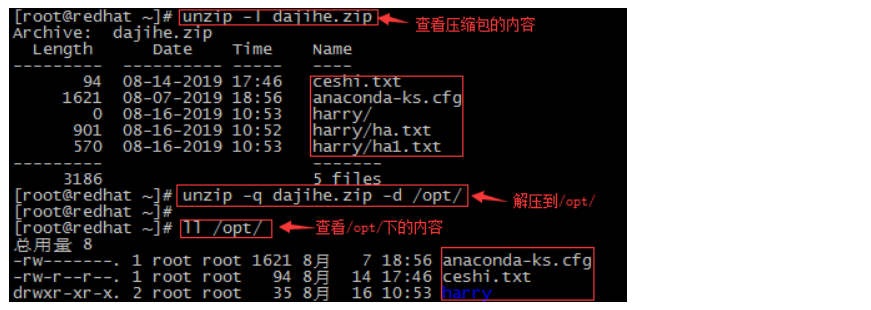 [root@redhat ~]# unzip -l dajihe.zip 查看压缩包的内容
Archive:  dajihe.zip
  Length      Date    Time    Name
---------  ---------- -----   ----
       94  08-14-2019 17:46   ceshi.txt
     1621  08-07-2019 18:56   anaconda-ks.cfg
        0  08-16-2019 10:53   harry/
      901  08-16-2019 10:52   harry/ha.txt
      570  08-16-2019 10:53   harry/ha1.txt
---------                     -------
     3186                     5 files
[root@redhat ~]# unzip -q dajihe.zip -d /opt/ 解压到/opt/
[root@redhat ~]#
[root@redhat ~]# ll /opt/ 查看/opt/下的内容
总用量 8
-rw-------. 1 root root 1621 8月   7 18:56 anaconda-ks.cfg
-rw-r--r--. 1 root root   94 8月  14 17:46 ceshi.txt
drwxr-xr-x. 2 root root   35 8月  16 10:53 harry